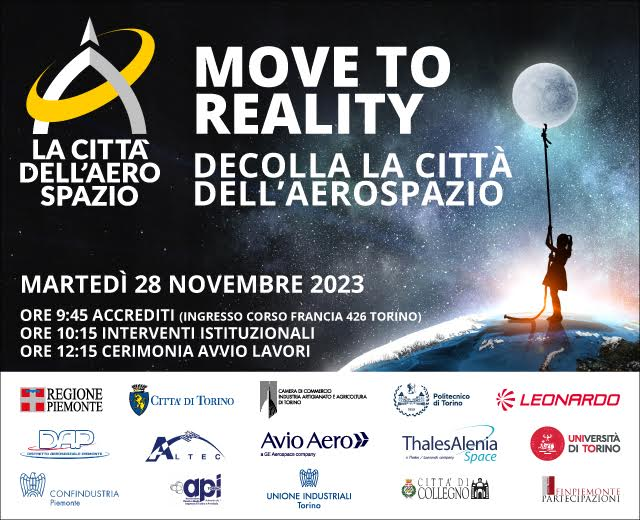 LA CITTÀ
DELL'AERO
SPAZIO
MOVE TO
REALITY
DECOLLA LA CITTÀ
DELL'AEROSPAZIO
MARTEDÌ 28 NOVEMBRE 2023
ORE 9:45 ACCREDITI (INGRESSO CORSO FRANCIA 426 TORINO)
ORE 10:15 INTERVENTI ISTITUZIONALI
ORE 12:15 CERIMONIA AVVIO LAVORI
REGIONE
PIEMONTE
CITTA' DI TORINO
CAMERA DI COMMERCIO
INDUSTRIA ARTIGIANATO E AGRICOLTURA
DI TORINO
Politecnico
di Torino
LEONARDO
DAP
DISTRETTO AEROSPAZIALE PIEMONTE
ALTEC
Avio Aero
a GE Aerospace company
ThalesAlenia
a Thales / Leonardo company
Space
UNIVERSITÀ
DI TORINO
CONFINDUSTRIA
Piemonte
api
UNIONE INDUSTRIALI
Torino
CITTA' DI
COLLEGNO
FINPIEMONTE
PARTECIPAZIONI